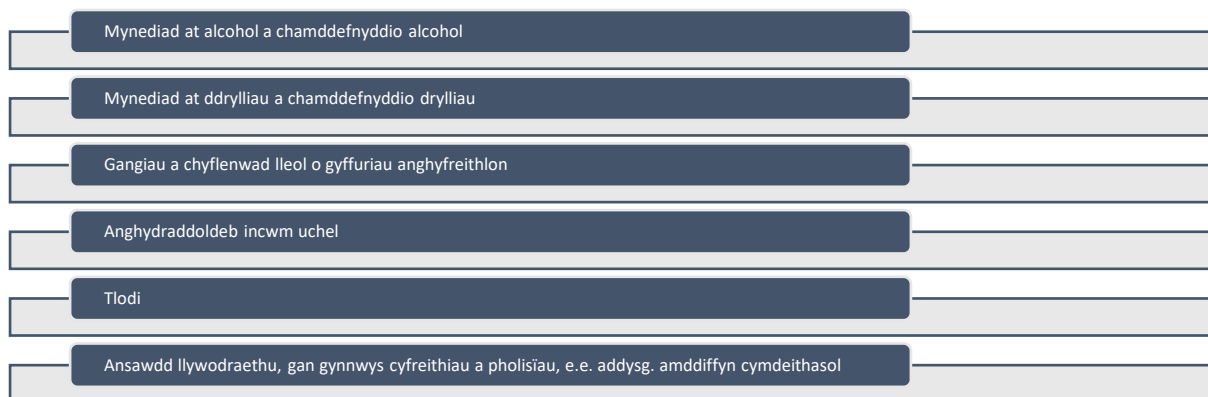 Mynediad at alcohol a chamddefnyddio alcohol
Mynediad at ddrylliau a chamddefnyddio drylliau
Gangiau a chyflenwad lleol o gyffuriau anghyfreithlon
Anghydraddoldeb incwm uchel
Tlodi
Ansawdd llywodraethu, gan gynnwys cyfreithiau a pholisïau, e.e. addysg. amddiffyn cymdeithasol